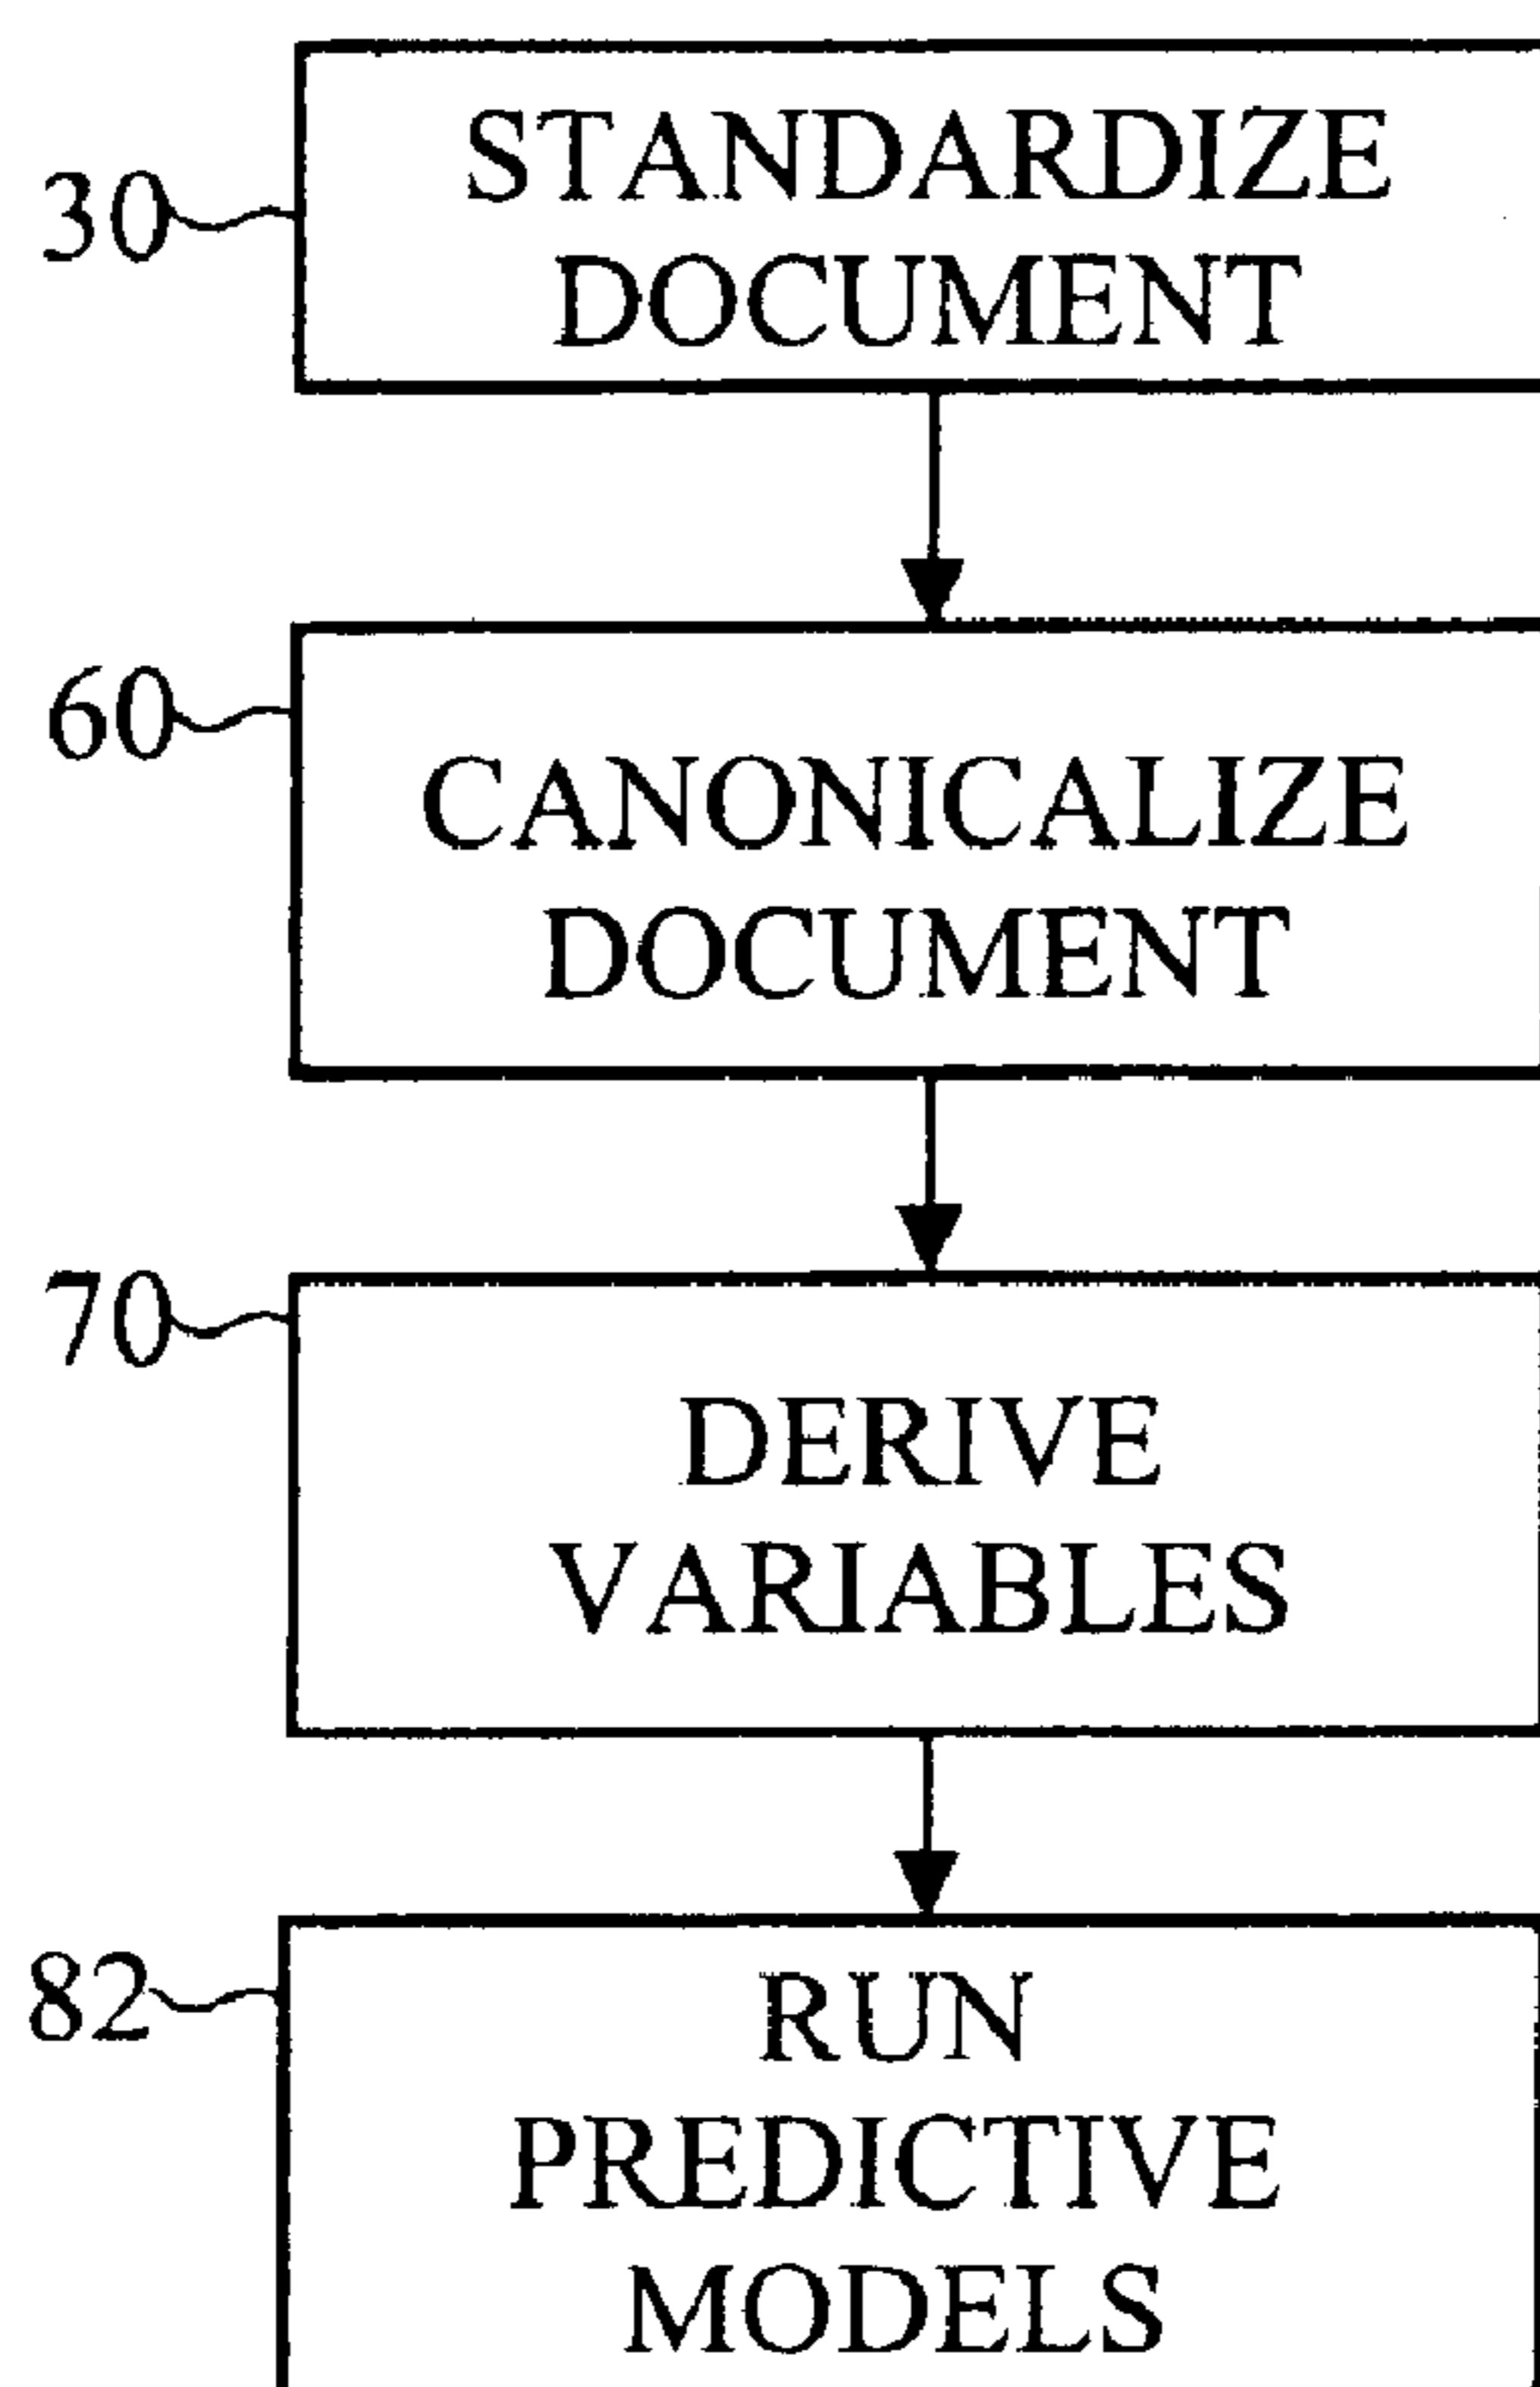 STANDARDIZE
30
DOCUMENT
60
CANONICALIZE
DOCUMENT
70
DERIVE
VARIABLES
82
RUN
PREDICTIVE
MODELS